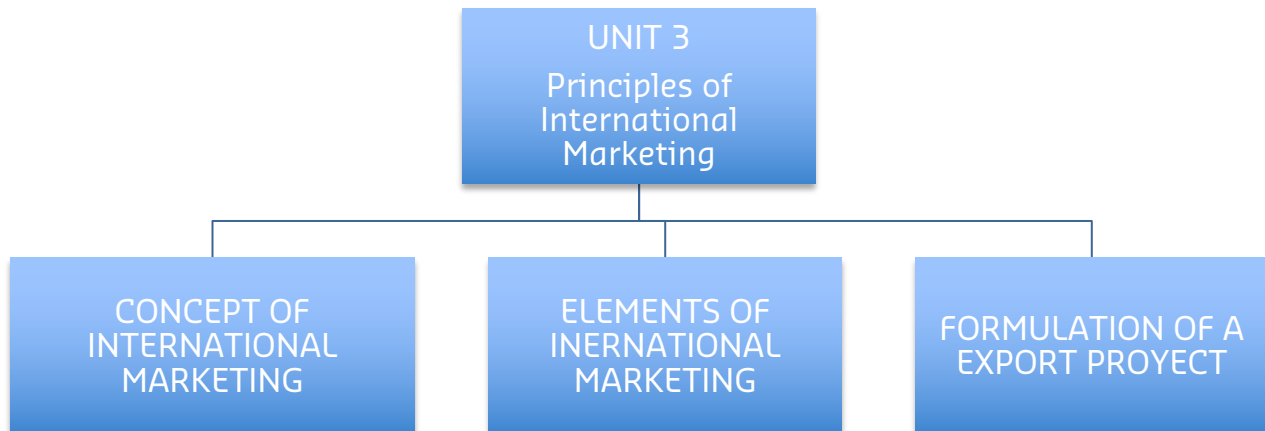 UNIT 3
Principles of
International
Marketing
CONCEPT OF
INTERNATIONAL
MARKETING
ELEMENTS OF
INERNATIONAL
MARKETING
FORMULATION OF A
EXPORT PROYECT